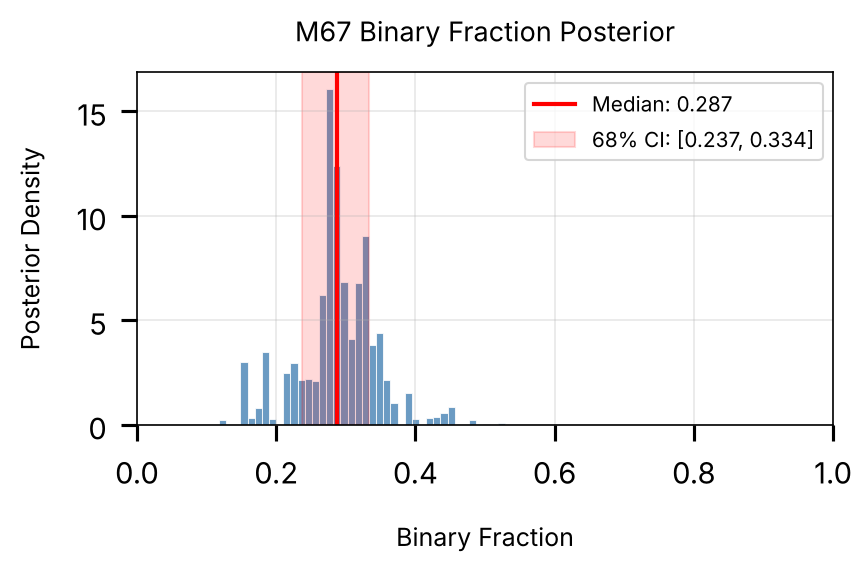 M67 Binary Fraction Posterior
Median: 0.287
68% CI: [0.237, 0.334]
Posterior Density
15
10
5
0
0.0 0.2 0.4 0.6 0.8 1.0
Binary Fraction